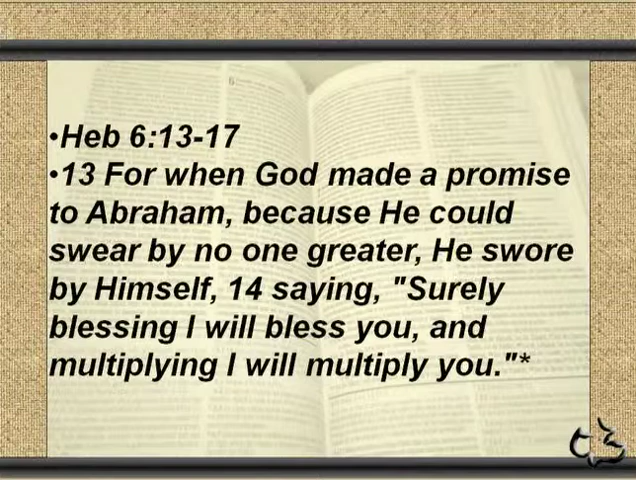 •Heb 6:13-17
•13 For when God made a promise
to Abraham, because He could
swear by no one greater, He swore
by Himself, 14 saying, "Surely
blessing I will bless you, and
multiplying I will multiply you."*